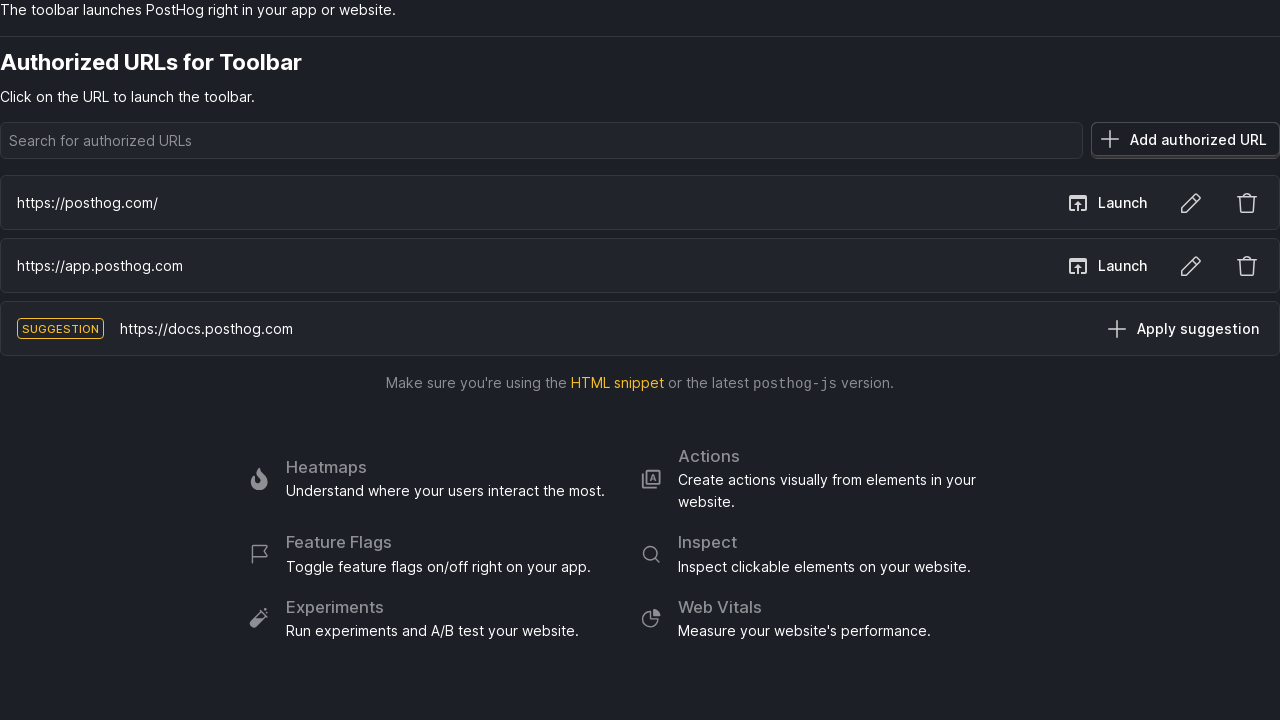 The toolbar launches PostHog right in your app or website.
Authorized URLs for Toolbar
Click on the URL to launch the toolbar.
Search for authorized URLs
Add authorized URL
https://posthog.com/
Launch
https://app.posthog.com
Launch
SUGGESTION https://docs.posthog.com
Apply suggestion
Make sure you're using the HTML snippet or the latest posthog-js version.
Heatmaps
Understand where your users interact the most.
Actions
Create actions visually from elements in your
website.
Feature Flags
Toggle feature flags on/off right on your app.
Inspect
Inspect clickable elements on your website.
Experiments
Run experiments and A/B test your website.
Web Vitals
Measure your website's performance.